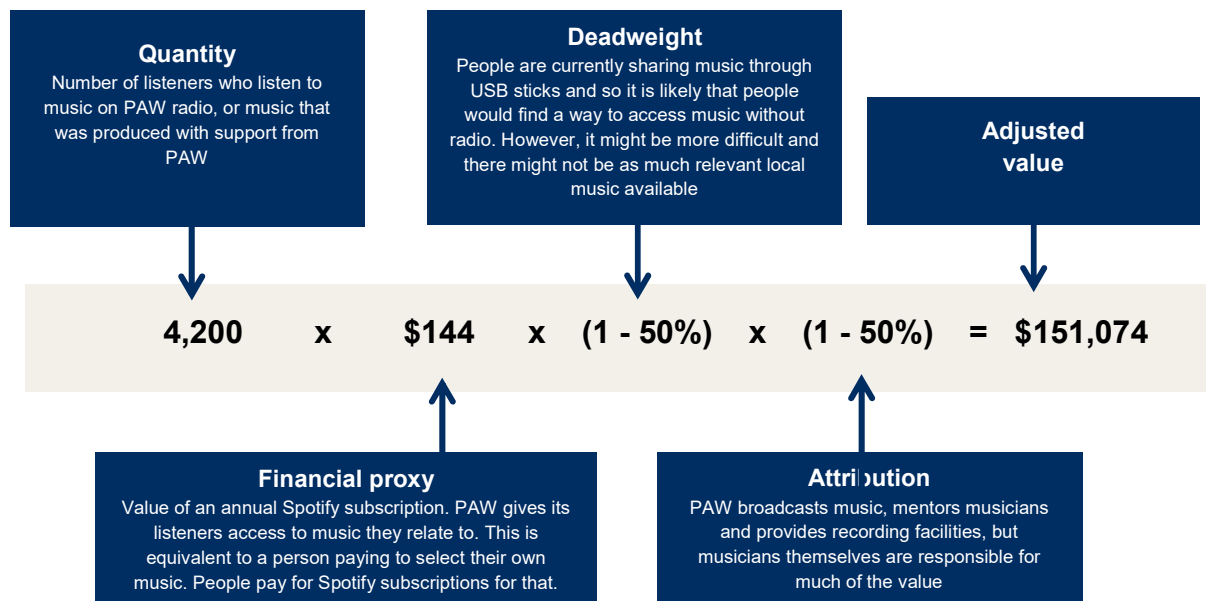 Quantity
Number of listeners who listen to
music on PAW radio, or music that
was produced with support from
PAW
Deadweight
People are currently sharing music through
USB sticks and so it is likely that people
would find a way to access music without
radio. However, it might be more difficult and
there might not be as much relevant local
music available
Adjusted
value
4,200 x $144 x (1 - 50%) x (1 - 50%) = $151,074
Financial proxy
Value of an annual Spotify subscription. PAW gives its
listeners access to music they relate to. This is
equivalent to a person paying to select their own
music. People pay for Spotify subscriptions for that.
Attribution
PAW broadcasts music, mentors musicians
and provides recording facilities, but
musicians themselves are responsible for
much of the value